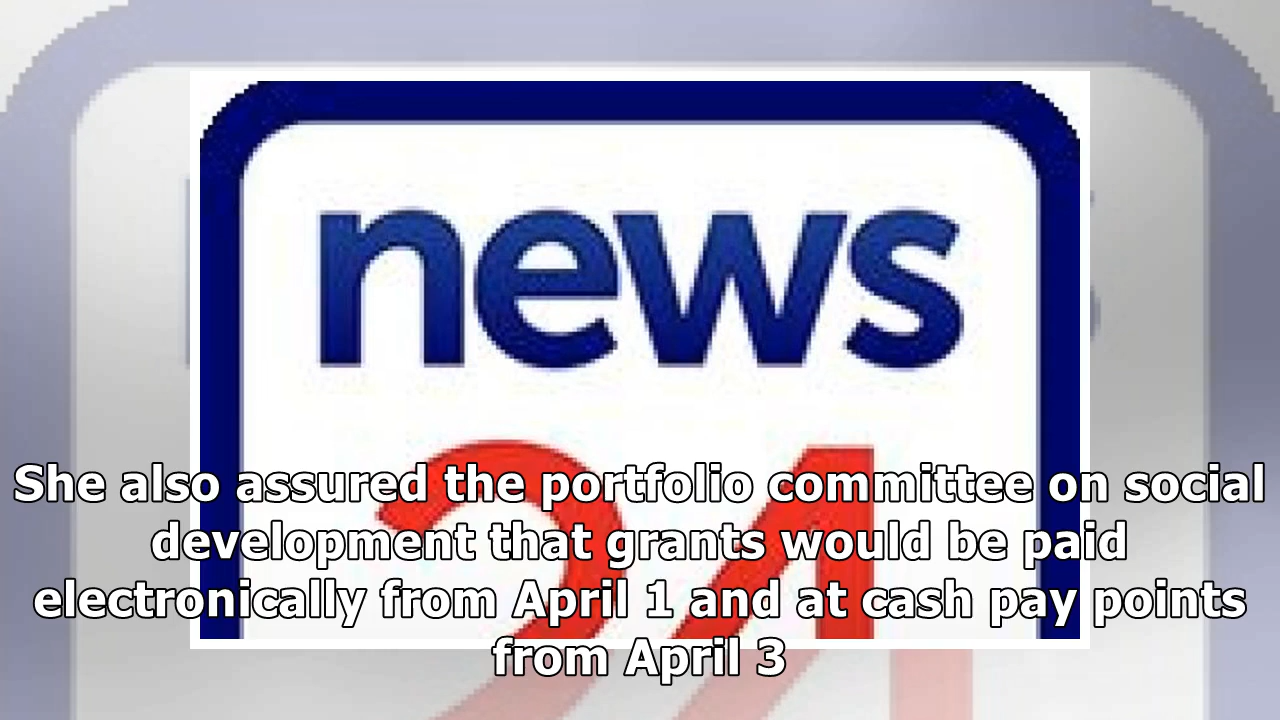 news
24
She also assured the portfolio committee on social
development that grants would be paid
electronically from April 1 and at cash pay points
from April 3